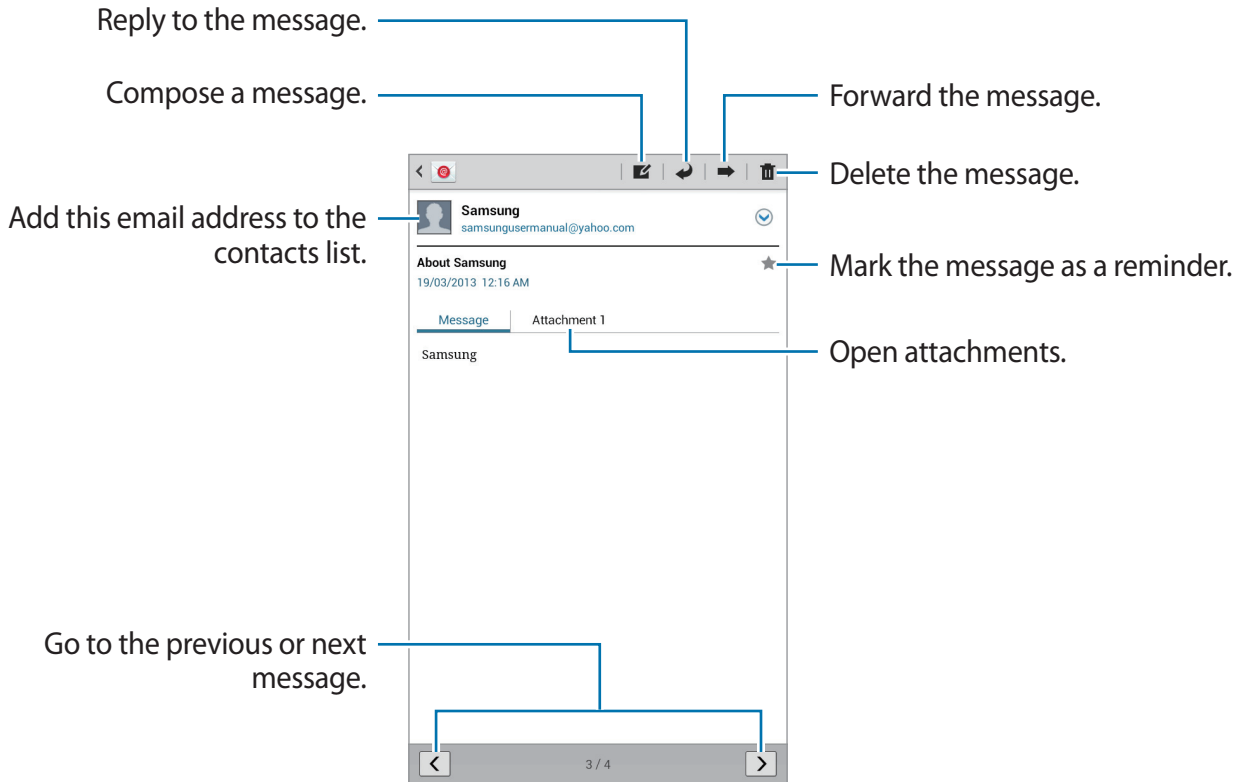 Reply to the message.
Compose a message.
Forward the message.
Delete the message.
Add this email address to the
contacts list.
Samsung
samsungusermanual@yahoo.com
About Samsung
19/03/2013 12:16 AM
Mark the message as a reminder.
Message
Attachment 1
Open attachments.
Samsung
Go to the previous or next
message.
3 / 4